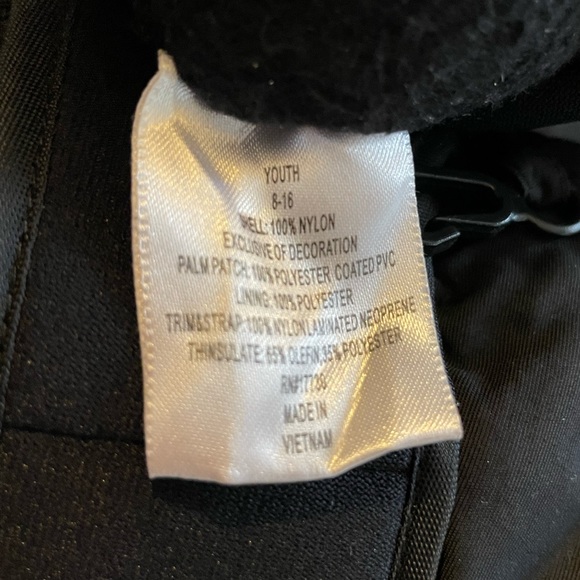 YOUTH
8-16
SHELL: 100% NYLON
EXCLUSIVE OF DECORATION
PALM PATCH: 100% POLYESTER COATED PVC
LINING: 100% POLYESTER
TRIM&STRAP: 100% NYLON LAMINATED NEOPRENE
THINSULATE: 65% OLEFIN, 35% POLYESTER
MADE IN
VIETNAM